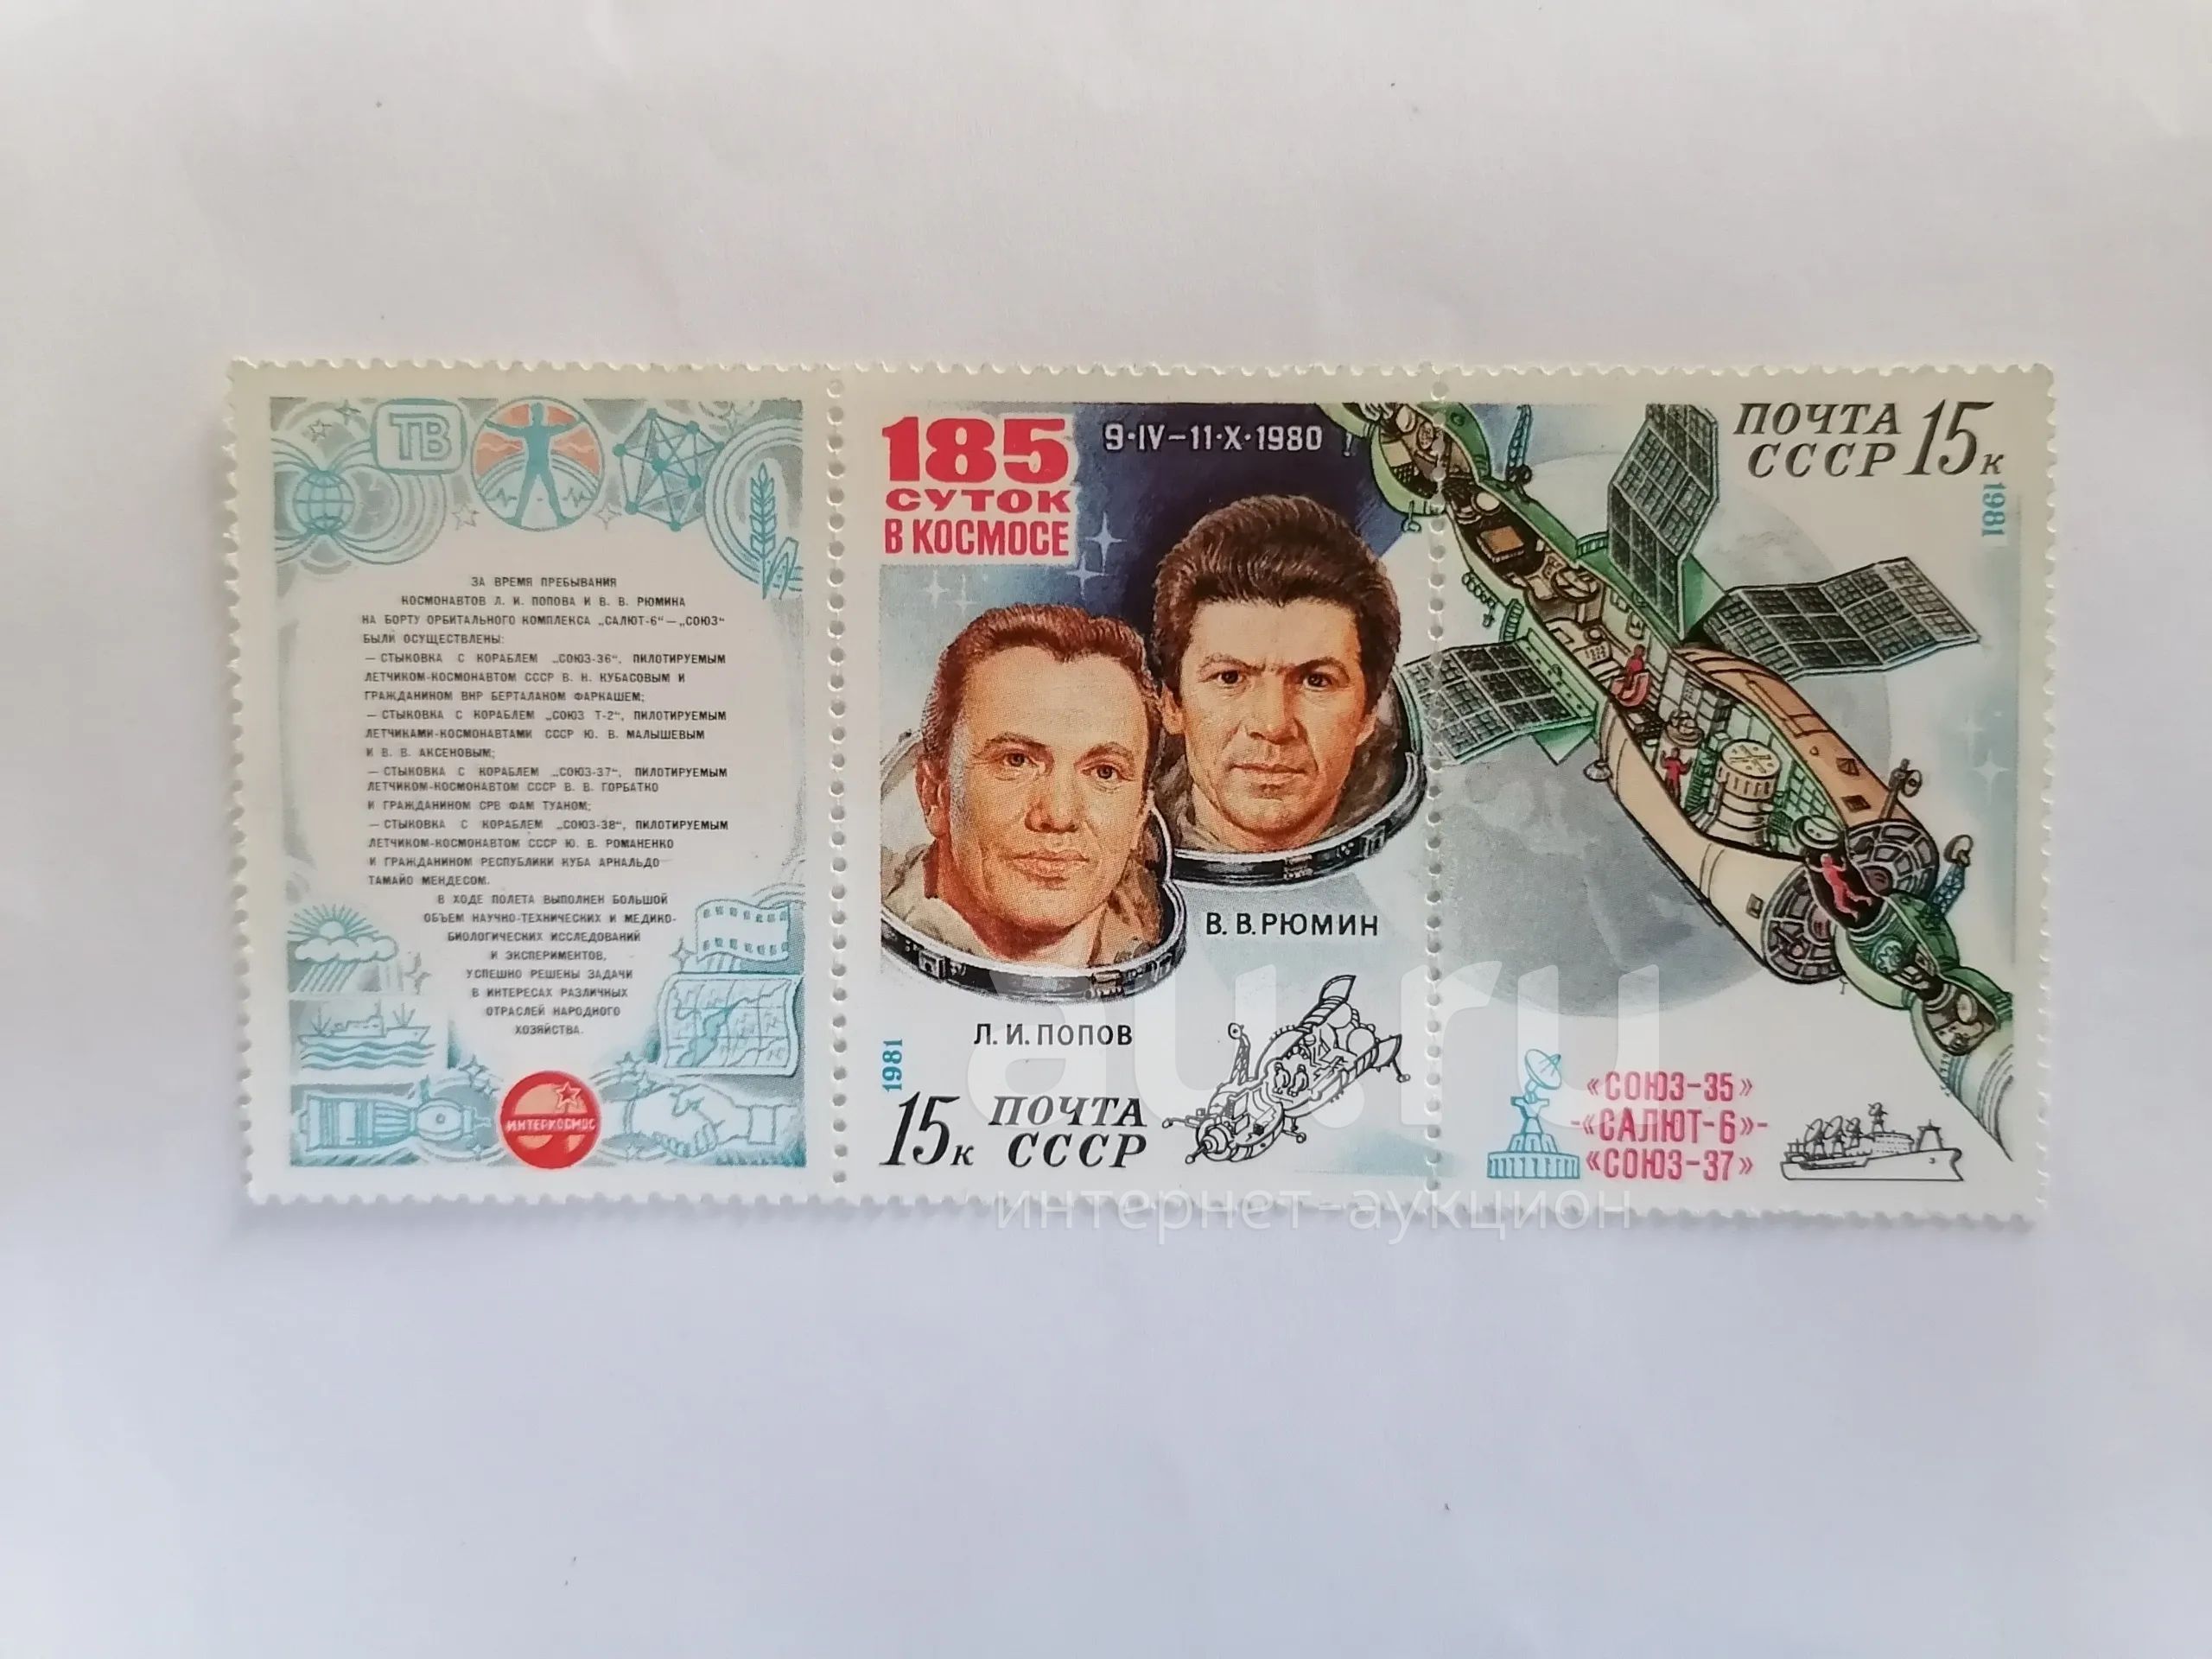 ТВ
ЗА ВРЕМЯ ПРЕБЫВАНИЯ
КОСМОНАВТОВ Л. И. ПОПОВА И В. В. РЮМИНА
НА БОРТУ ОРБИТАЛЬНОГО КОМПЛЕКСА „САЛЮТ-6“—„СОЮЗ“
БЫЛИ ОСУЩЕСТВЛЕНЫ:
— СТЫКОВКА С КОРАБЛЕМ „СОЮЗ-36“, ПИЛОТИРУЕМЫМ
ЛЕТЧИКОМ-КОСМОНАВТОМ СССР В. Н. КУБАСОВЫМ И
ГРАЖДАНИНОМ ВНР БЕРТАЛАНОМ ФАРКАШЕМ;
— СТЫКОВКА С КОРАБЛЕМ „СОЮЗ Т-2“, ПИЛОТИРУЕМЫМ
ЛЕТЧИКАМИ-КОСМОНАВТАМИ СССР Ю. В. МАЛЫШЕВЫМ
И В. В. АКСЕНОВЫМ;
— СТЫКОВКА С КОРАБЛЕМ „СОЮЗ-37“, ПИЛОТИРУЕМЫМ
ЛЕТЧИКОМ-КОСМОНАВТОМ СССР В. В. ГОРБАТКО
И ГРАЖДАНИНОМ СРВ ФАМ ТУАНОМ;
— СТЫКОВКА С КОРАБЛЕМ „СОЮЗ-38“, ПИЛОТИРУЕМЫМ
ЛЕТЧИКОМ-КОСМОНАВТОМ СССР Ю. В. РОМАНЕНКО
И ГРАЖДАНИНОМ РЕСПУБЛИКИ КУБА АРНАЛЬДО
ТАМАЙО МЕНДЕСОМ.
В ХОДЕ ПОЛЕТА ВЫПОЛНЕН БОЛЬШОЙ
ОБЪЕМ НАУЧНО-ТЕХНИЧЕСКИХ И МЕДИКО-
БИОЛОГИЧЕСКИХ ИССЛЕДОВАНИЙ
И ЭКСПЕРИМЕНТОВ,
УСПЕШНО РЕШЕНЫ ЗАДАЧИ
В ИНТЕРЕСАХ РАЗЛИЧНЫХ
ОТРАСЛЕЙ НАРОДНОГО
ХОЗЯЙСТВА.
ИНТЕРКОСМОС
185
СУТОК
В КОСМОСЕ
9·IV–11·X·1980
В. В. РЮМИН
Л. И. ПОПОВ
1981
15к ПОЧТА
СССР
ПОЧТА
СССР 15к
1981
«СОЮЗ-35»
-«САЛЮТ-6»-
«СОЮЗ-37»
au.ru
интернет-аукцион